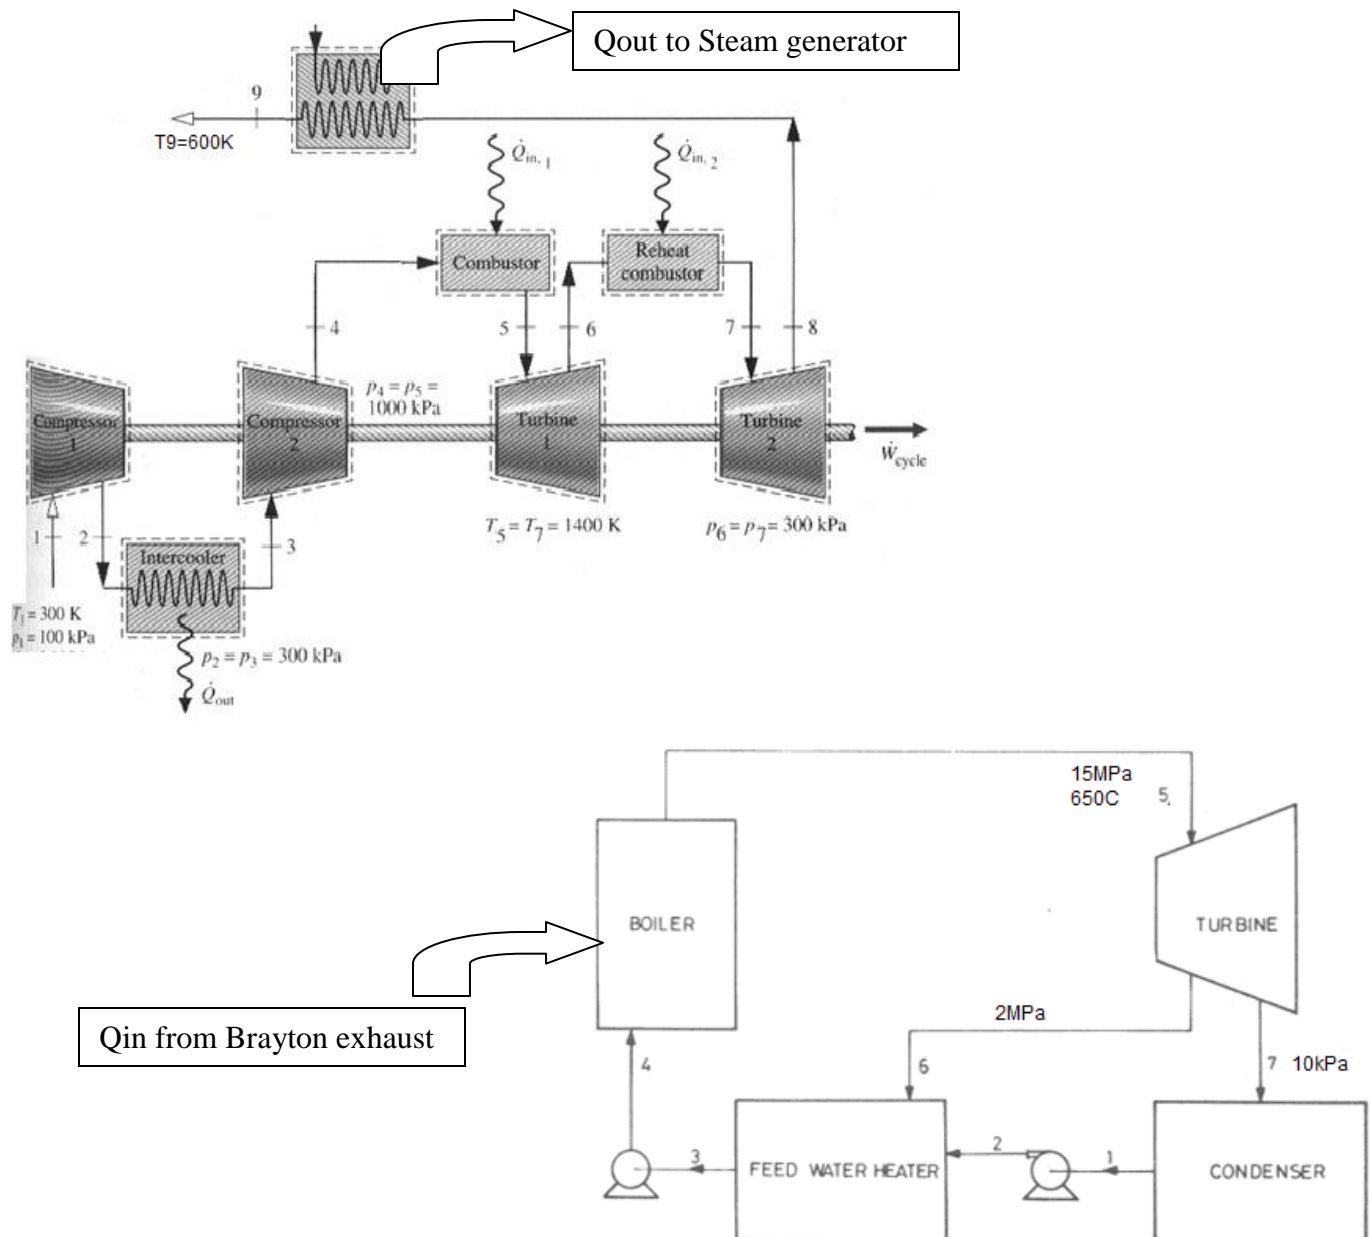 Qout to Steam generator
9
T9=600K
Q̇in, 1
Q̇in, 2
Combustor
Reheat
combustor
4
5
6
7
8
p4 = p5 =
1000 kPa
Compressor
1
Compressor
2
Turbine
1
Turbine
2
Ẇcycle
1
2
3
Intercooler
T5 = T7 = 1400 K
p6 = p7 = 300 kPa
T1 = 300 K
p1 = 100 kPa
p2 = p3 = 300 kPa
Q̇out
15MPa
650C
5.
BOILER
TURBINE
Qin from Brayton exhaust
2MPa
4
6
7
10kPa
3
FEED WATER HEATER
2
1
CONDENSER